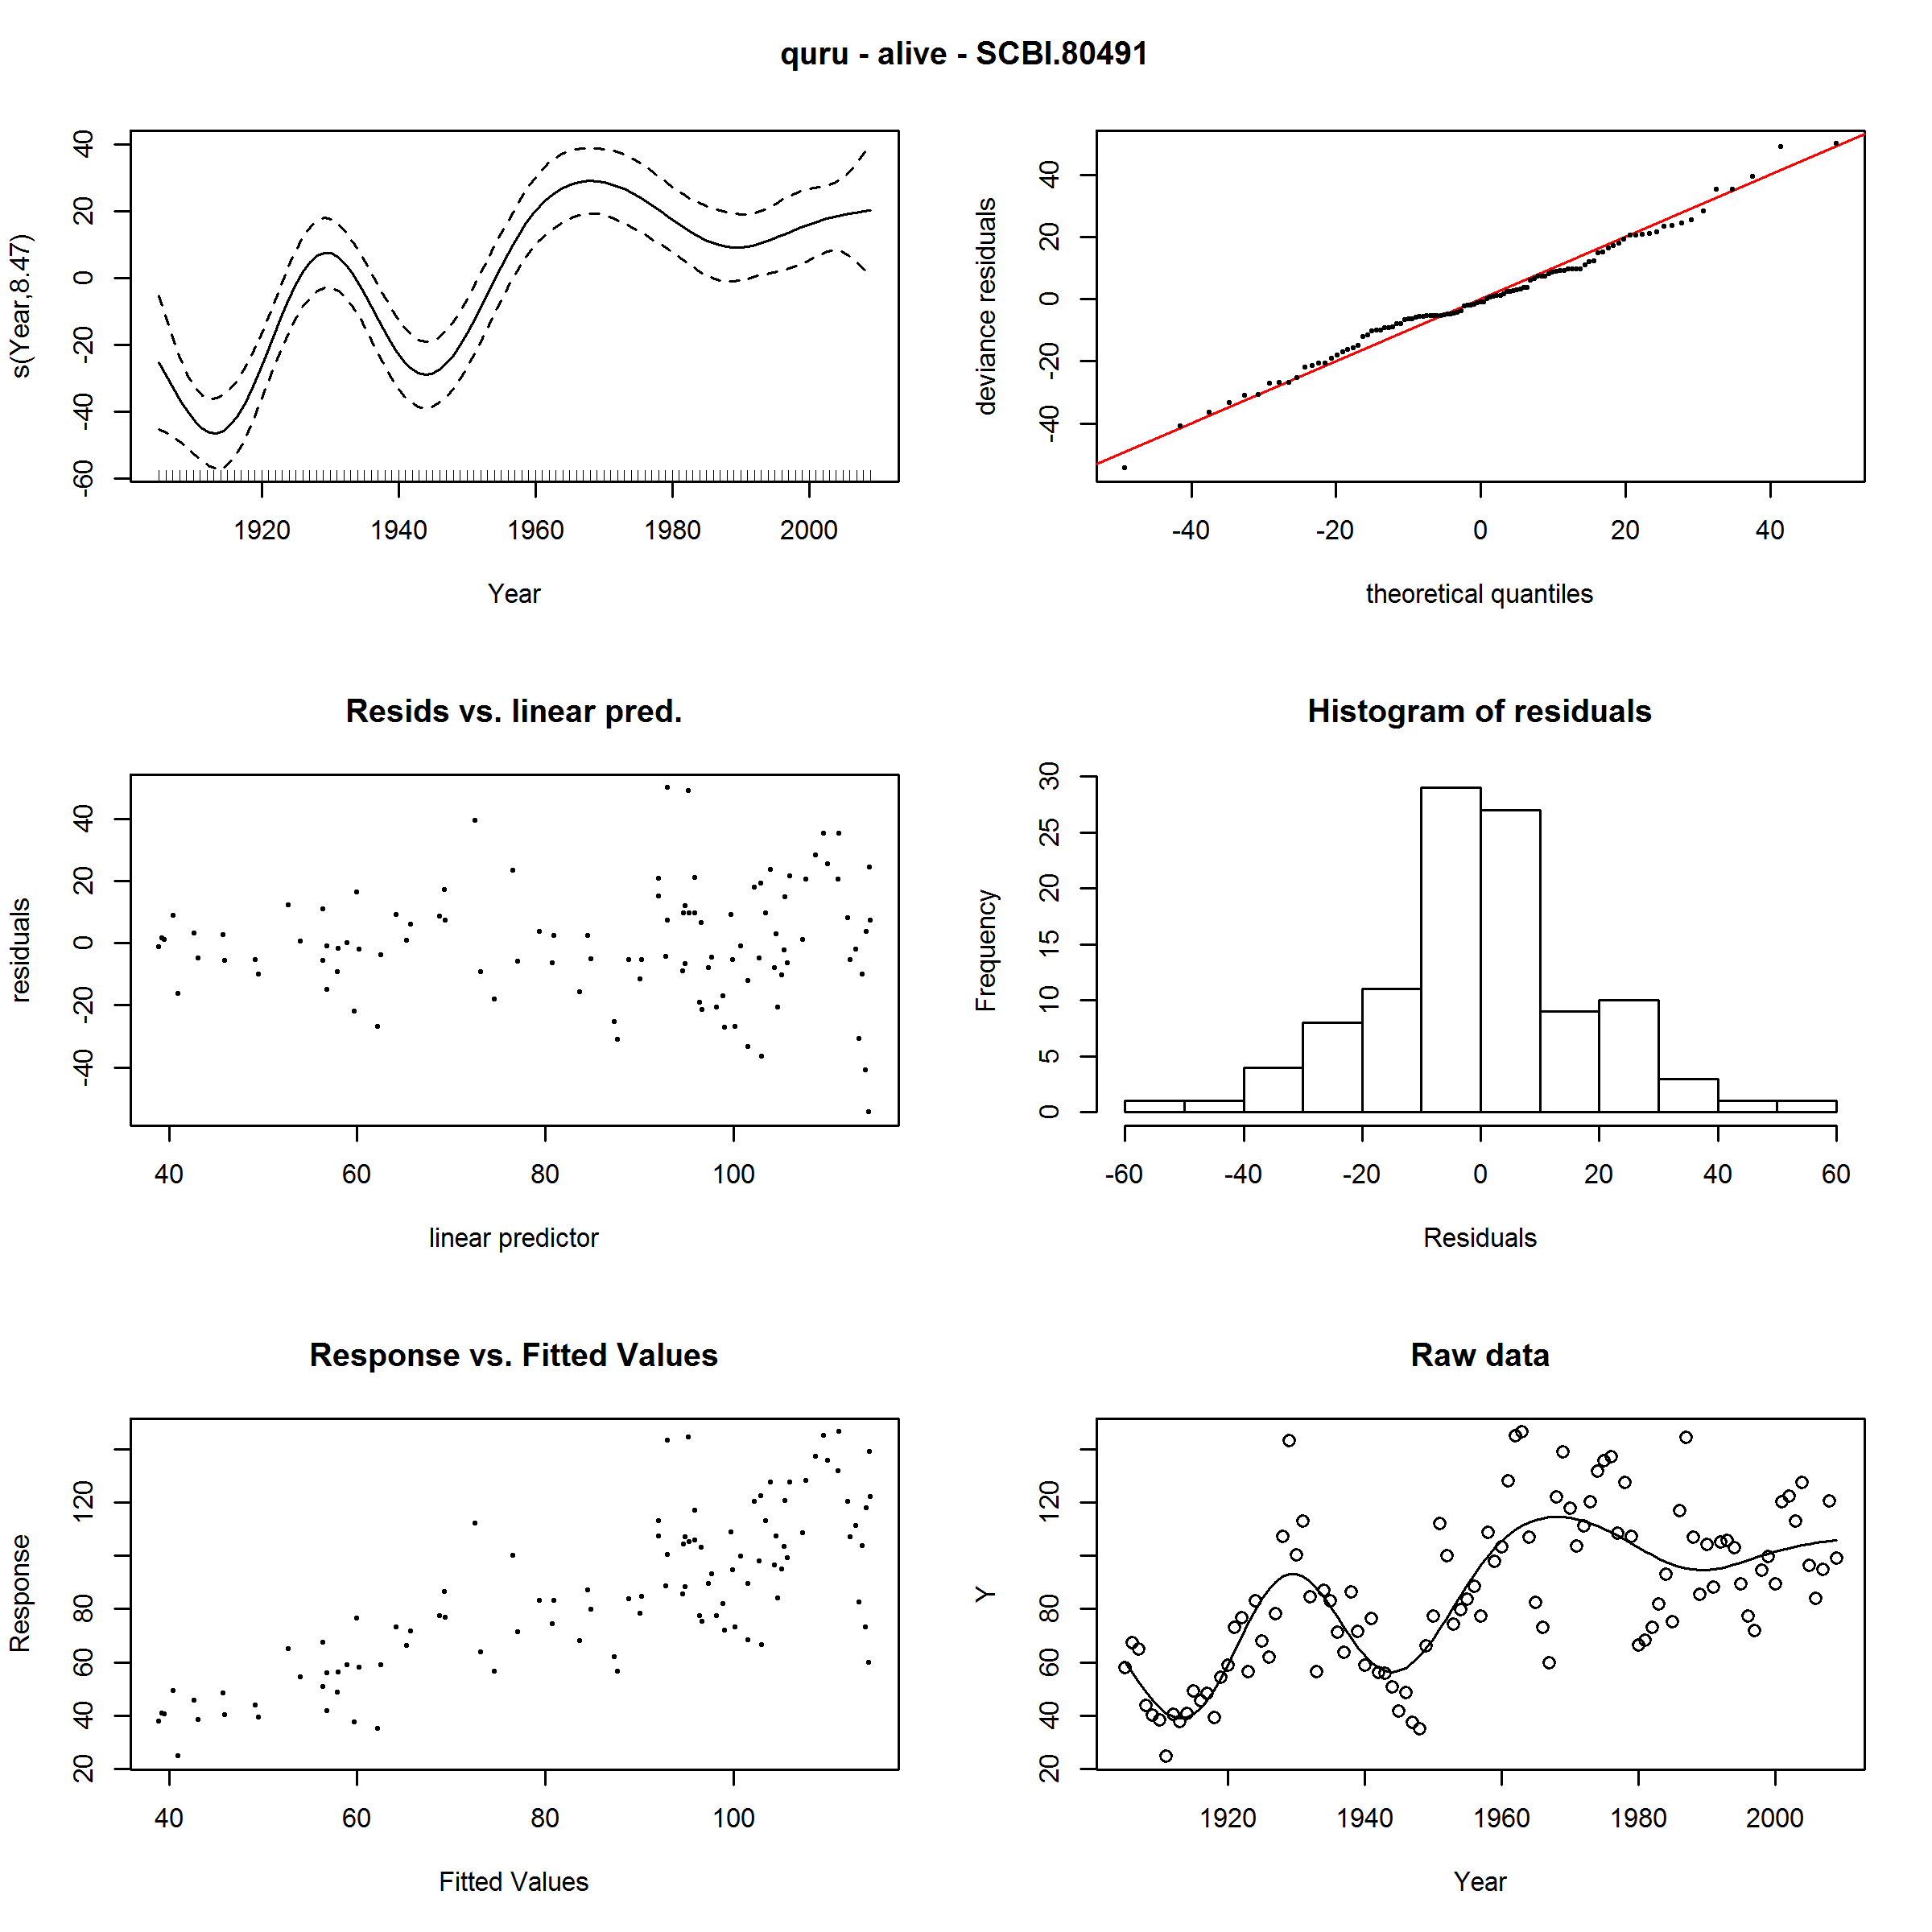 quru - alive - SCBI.80491
s(Year,8.47)
40
20
0
-20
-40
-60
1920 1940 1960 1980 2000
Year
deviance residuals
40
20
0
-20
-40
-40 -20 0 20 40
theoretical quantiles
Resids vs. linear pred.
residuals
40
20
0
-20
-40
40 60 80 100
linear predictor
Histogram of residuals
Frequency
30
25
20
15
10
5
0
-60 -40 -20 0 20 40 60
Residuals
Response vs. Fitted Values
Response
120
80
60
40
20
40 60 80 100
Fitted Values
Raw data
Y
120
80
60
40
20
1920 1940 1960 1980 2000
Year